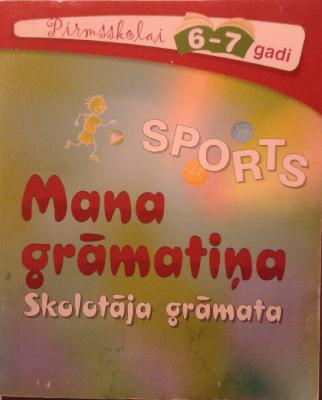 Pirmsskolai 6-7 gadi
SPORTS
Mana
grāmatiņa
Skolotāja grāmata